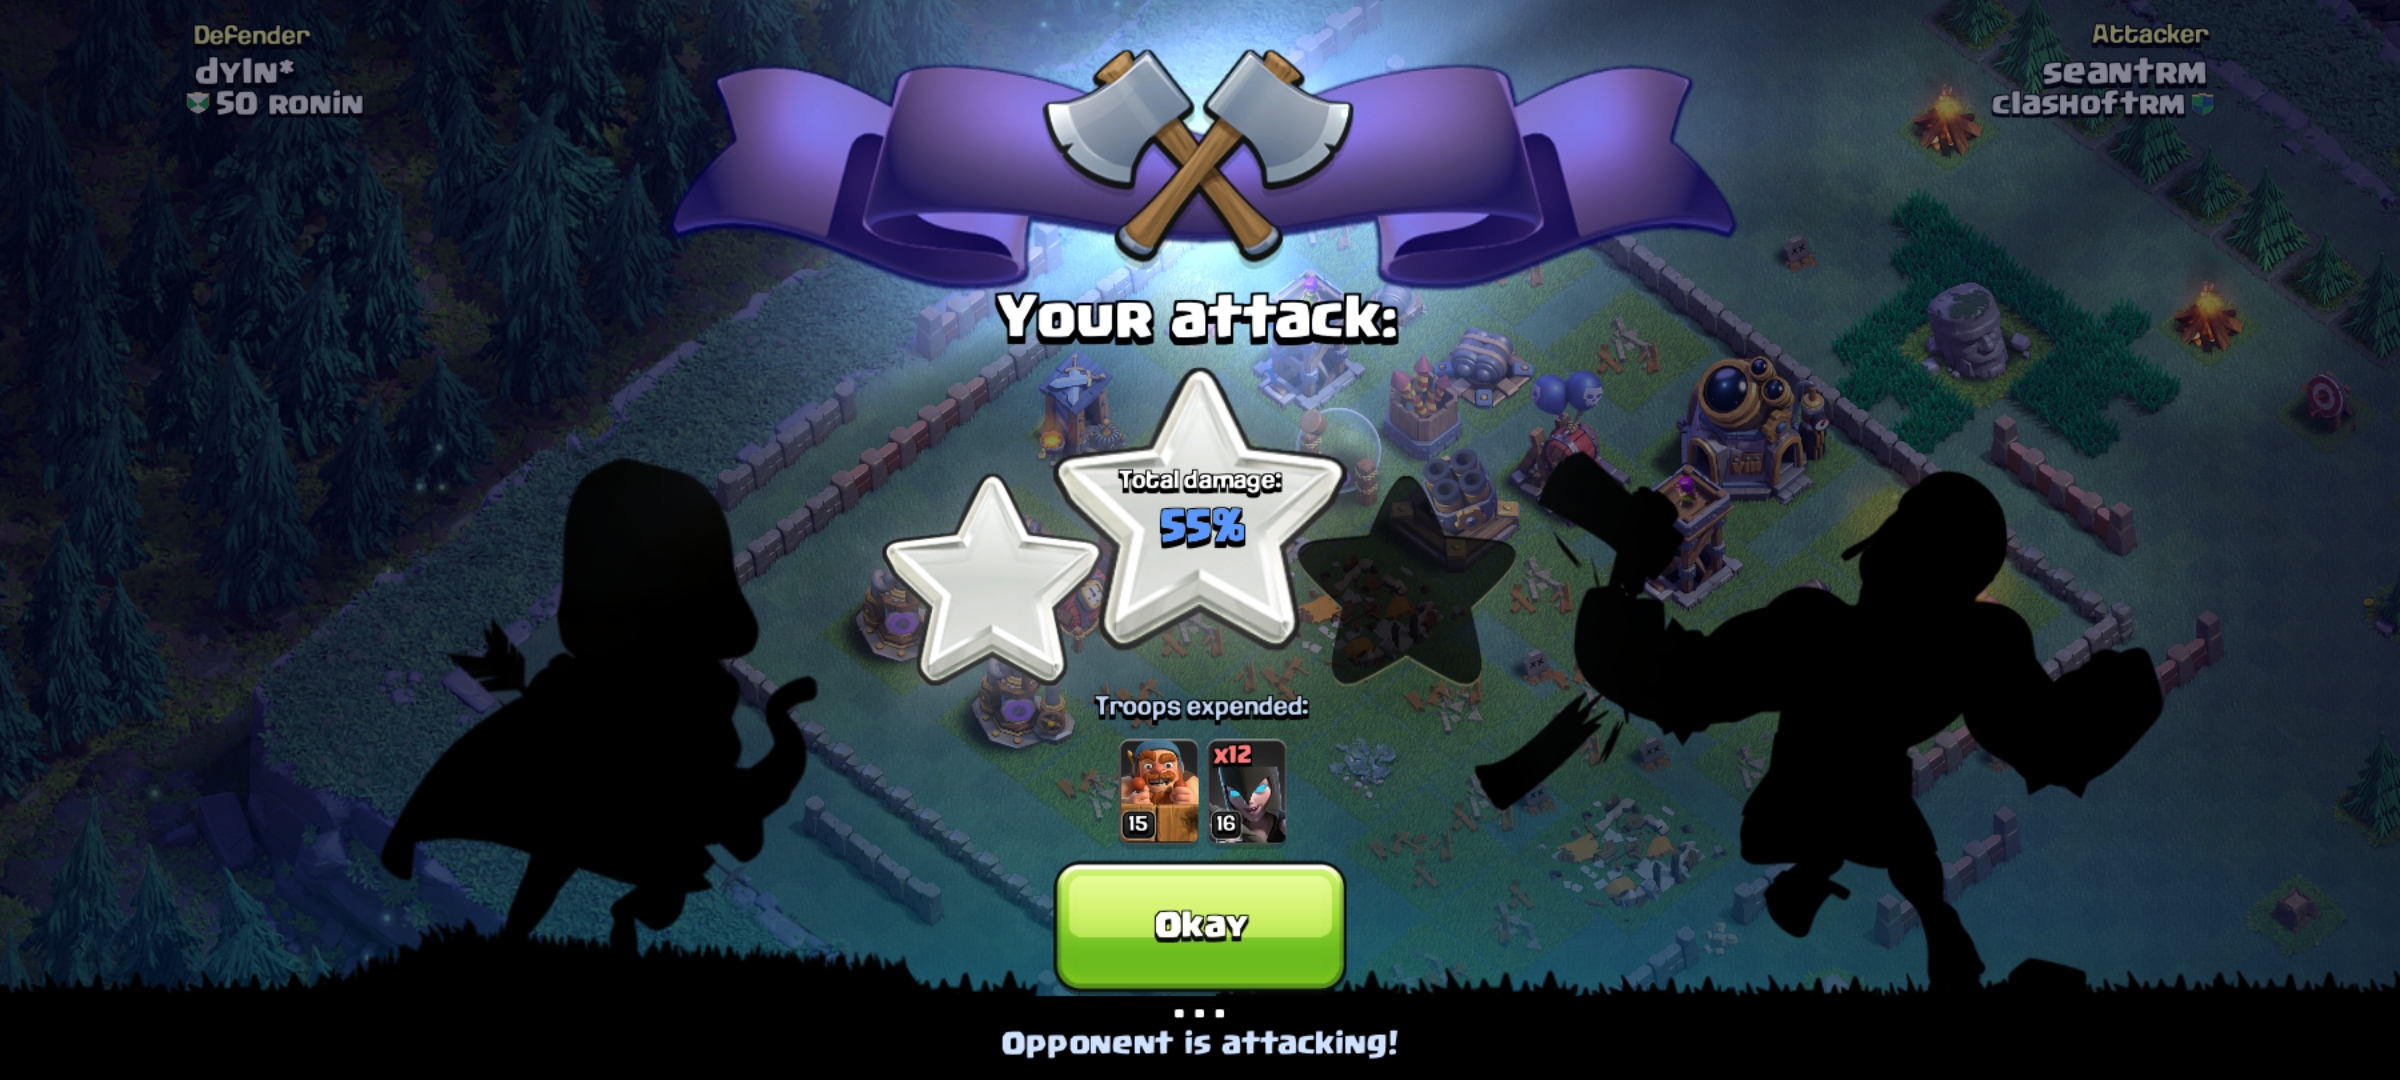 Defender
dyln*
50 ronin
Attacker
seantrm
clashoftrm
Your attack:
Total damage:
55%
Troops expended:
x12
15
16
Okay
...
Opponent is attacking!